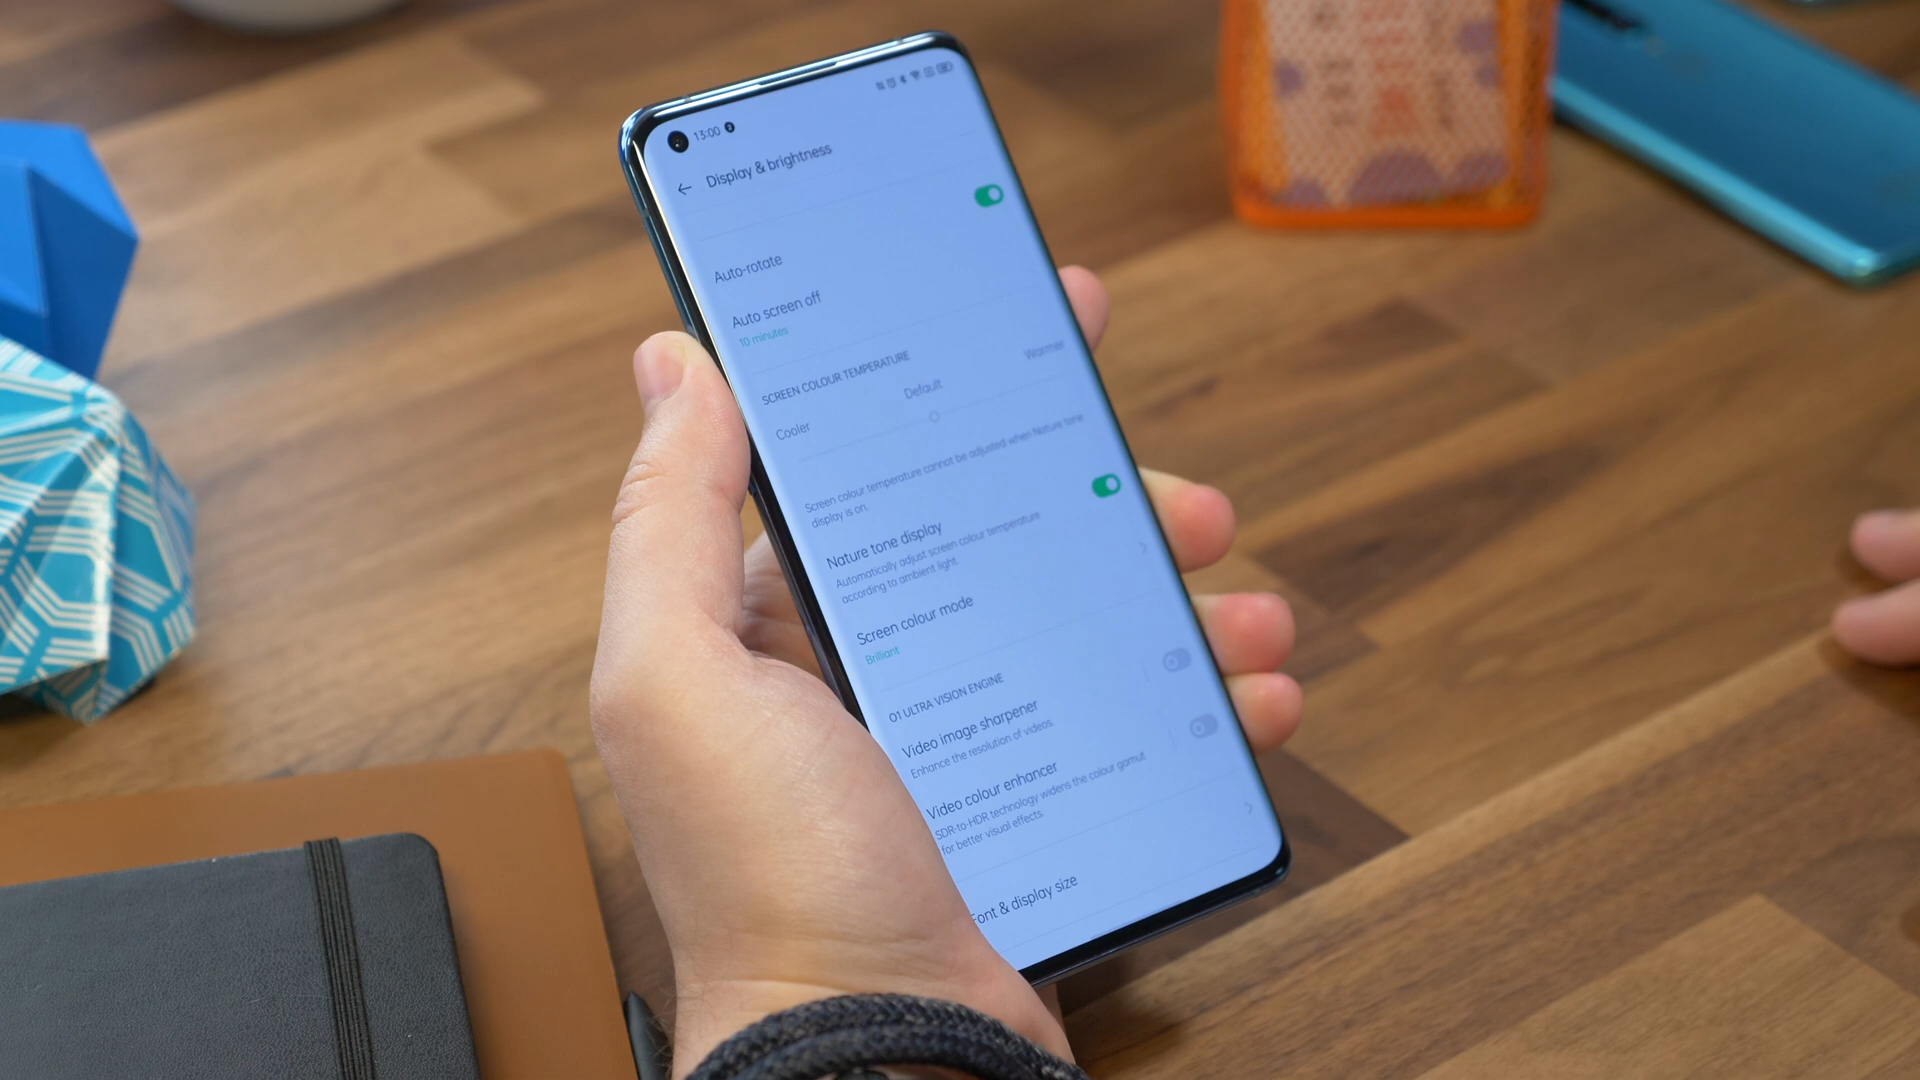 13:00
Display & brightness
Auto-rotate
Auto screen off
10 minutes
SCREEN COLOUR TEMPERATURE
Cooler
Default
Warmer
Screen colour temperature cannot be adjusted when Nature tone
display is on.
Nature tone display
Automatically adjust screen colour temperature
according to ambient light.
Screen colour mode
Brilliant
O1 ULTRA VISION ENGINE
Video image sharpener
Enhance the resolution of videos.
Video colour enhancer
SDR-to-HDR technology widens the colour gamut
for better visual effects.
Font & display size